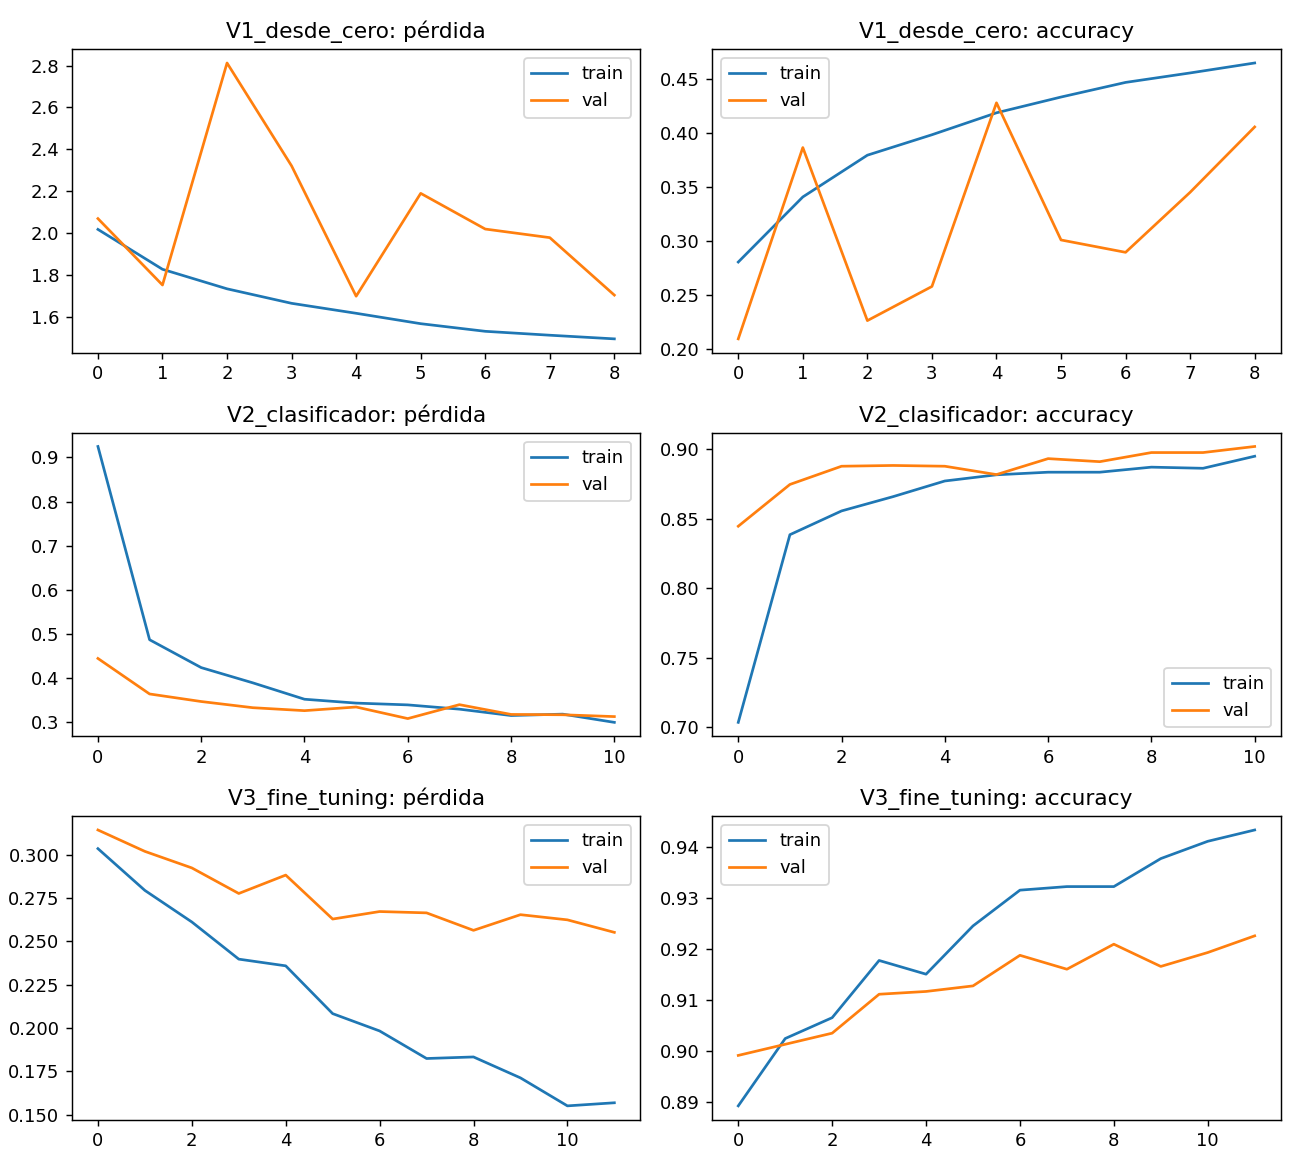 V1_desde_cero: pérdida
2.8
2.6
2.4
2.2
2.0
1.8
1.6
0 1 2 3 4 5 6 7 8
train
val
V1_desde_cero: accuracy
0.45
0.40
0.35
0.30
0.25
0.20
0 1 2 3 4 5 6 7 8
train
val
V2_clasificador: pérdida
0.9
0.8
0.7
0.6
0.5
0.4
0.3
0 2 4 6 8 10
train
val
V2_clasificador: accuracy
0.90
0.85
0.80
0.75
0.70
0 2 4 6 8 10
train
val
V3_fine_tuning: pérdida
0.300
0.275
0.250
0.225
0.200
0.175
0.150
0 2 4 6 8 10
train
val
V3_fine_tuning: accuracy
0.94
0.93
0.92
0.91
0.90
0.89
0 2 4 6 8 10
train
val